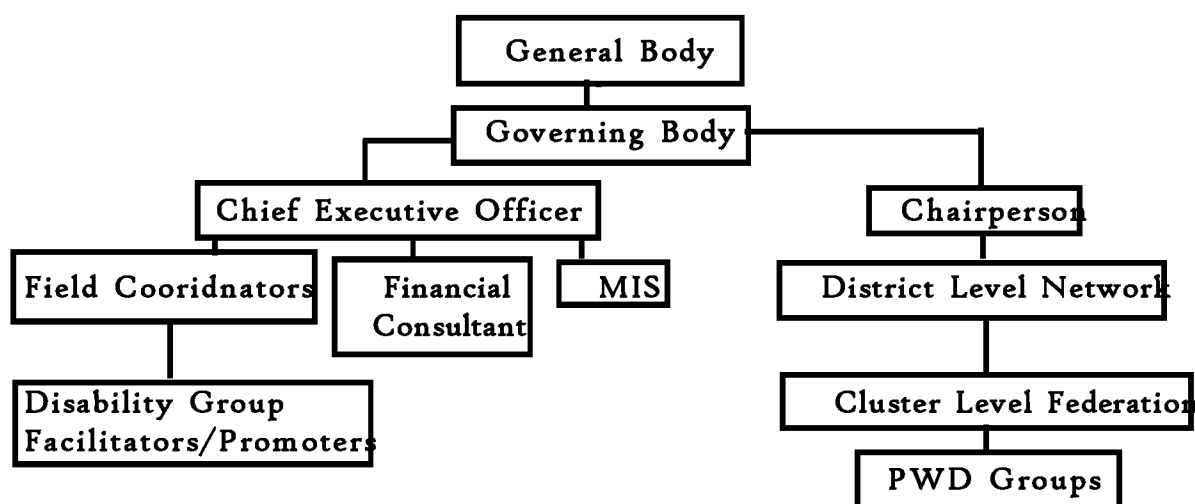 General Body
Governing Body
Chief Executive Officer
Chairperson
Field Cooridnators
Financial
Consultant
MIS
District Level Network
Disability Group
Facilitators/Promoters
Cluster Level Federation
PWD Groups